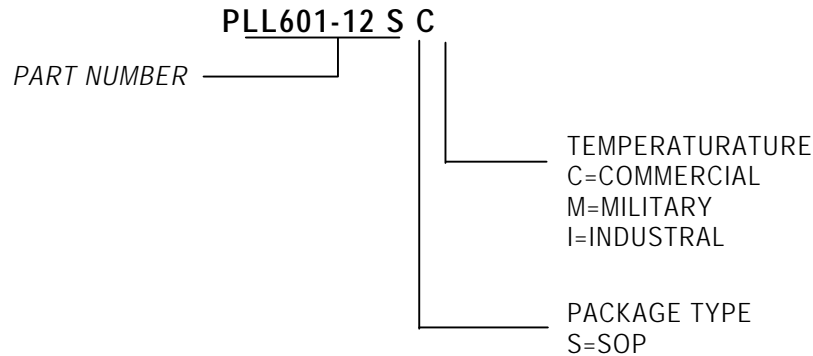 PLL601-12 S C
PART NUMBER
TEMPERATURATURE
C=COMMERCIAL
M=MILITARY
I=INDUSTRAL
PACKAGE TYPE
S=SOP